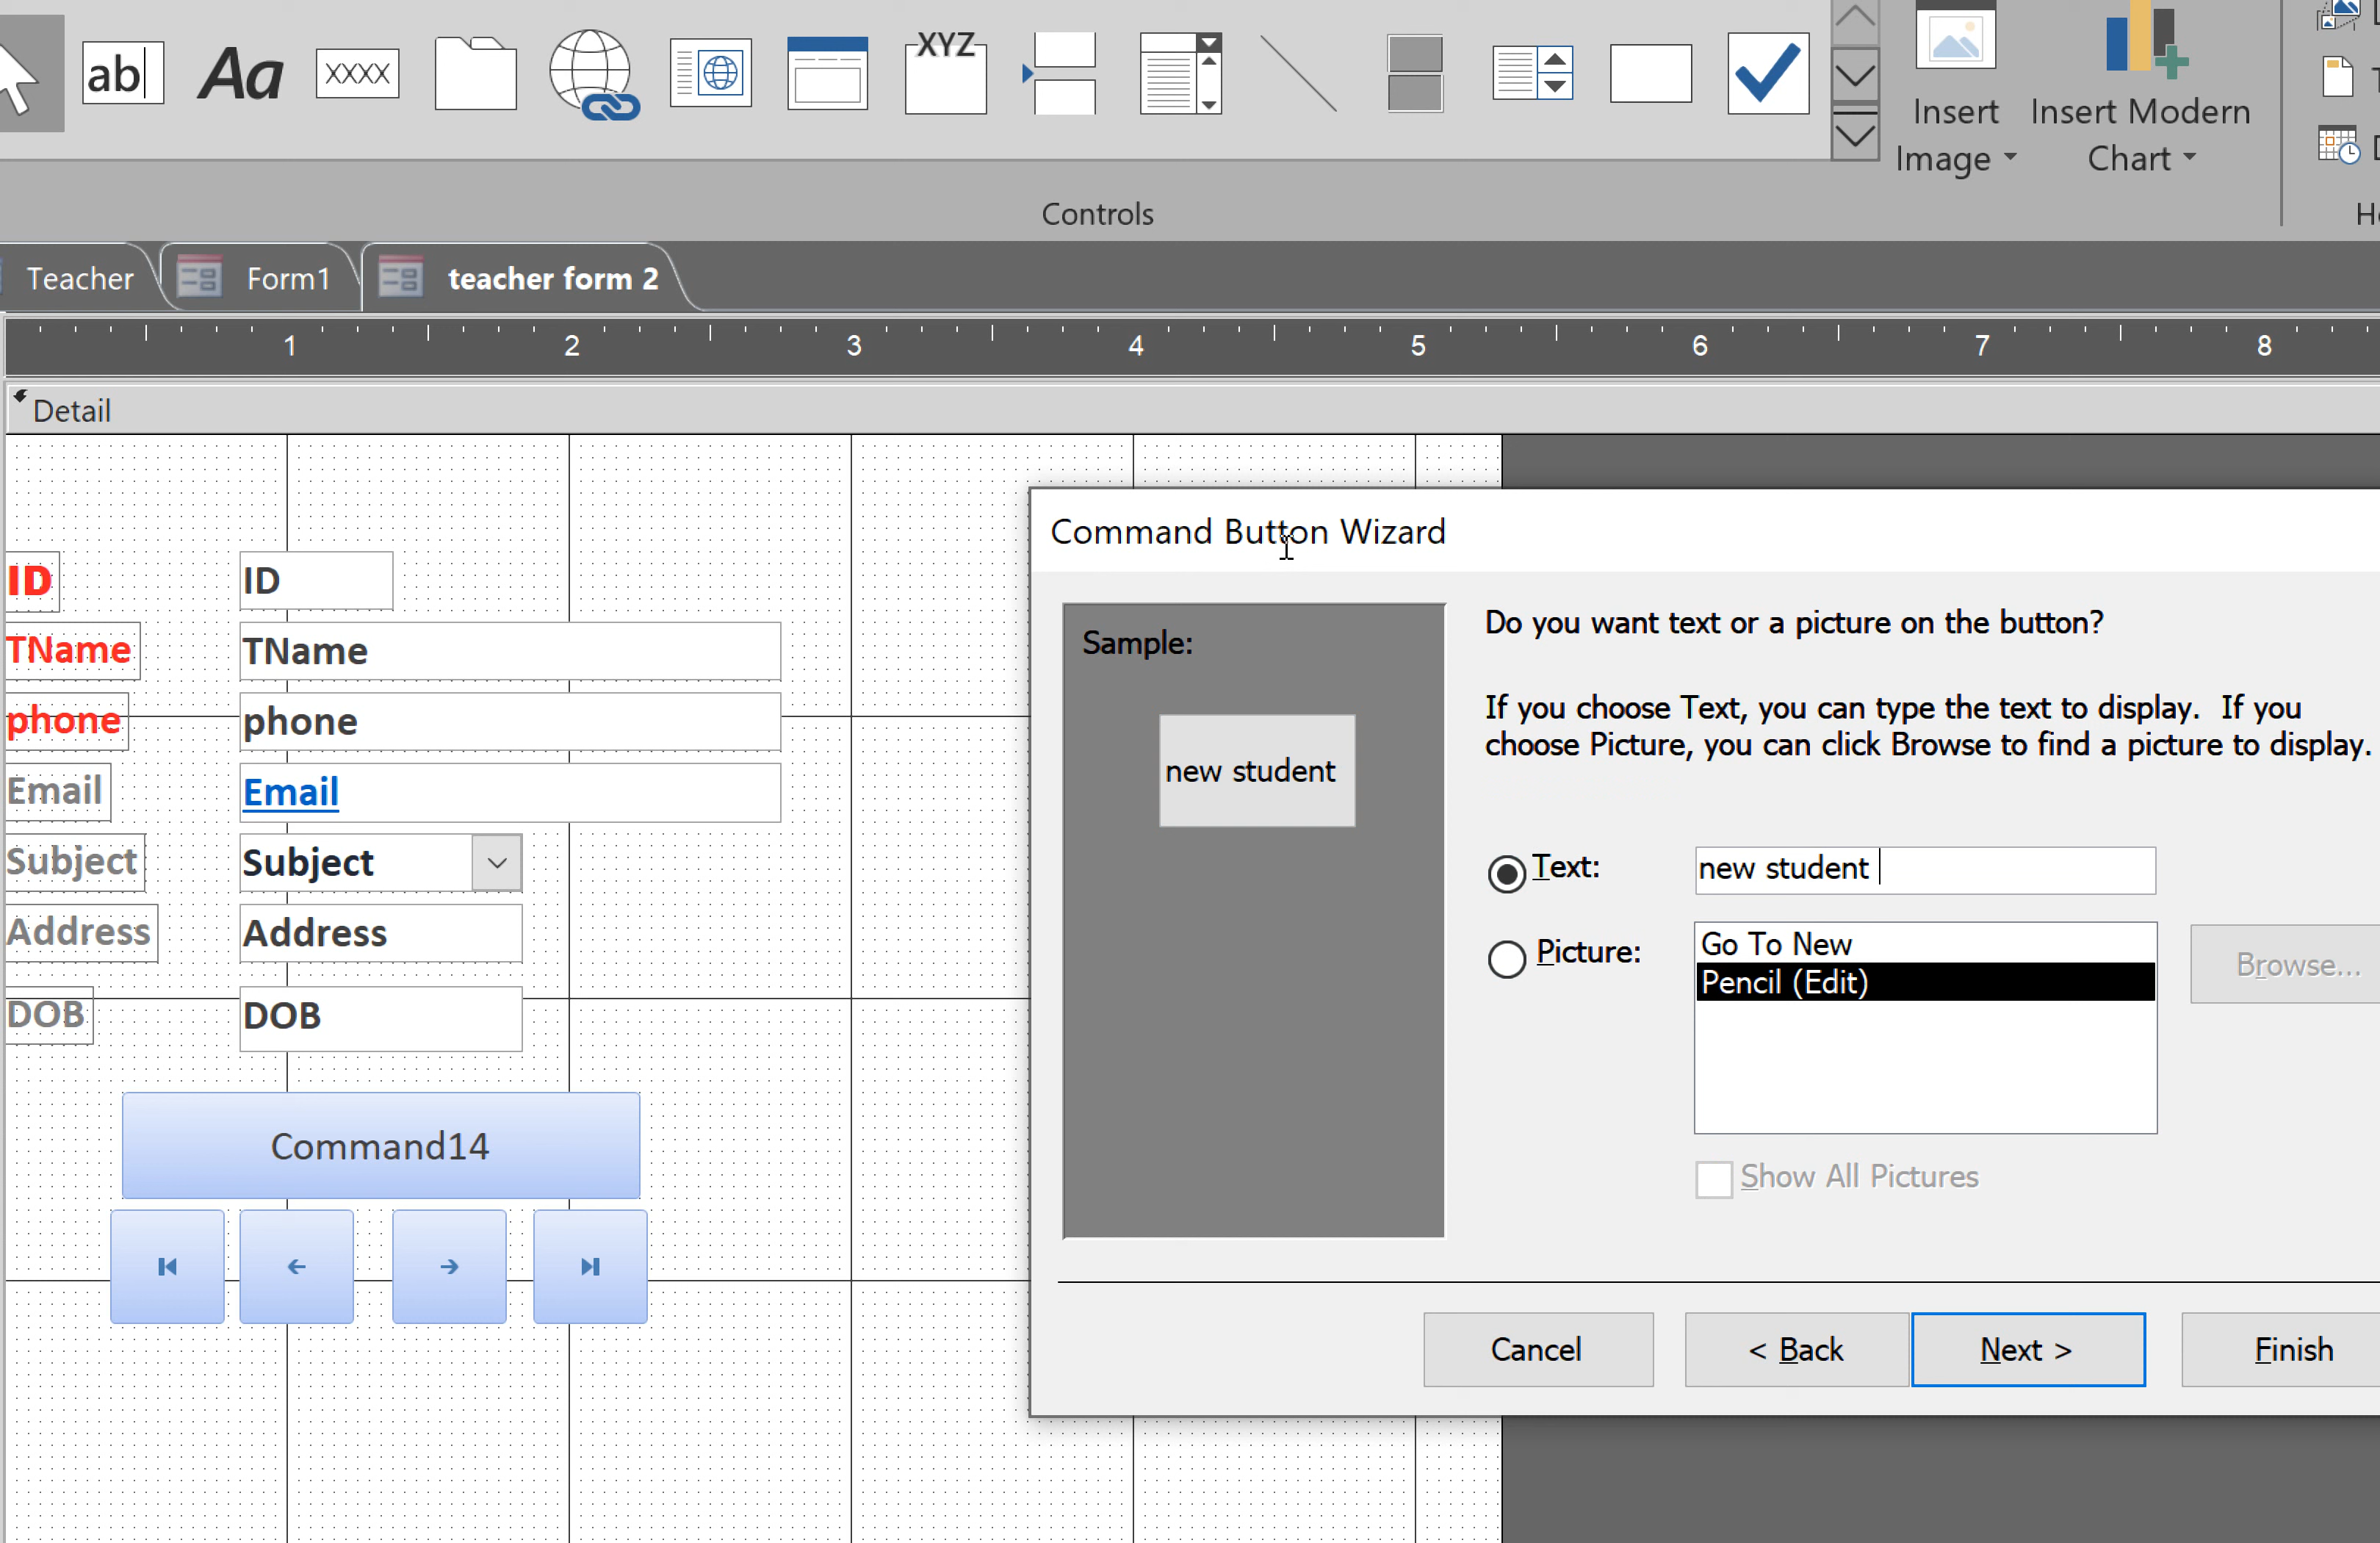 ab
Aa
XXXX
XYZ
Insert
Image
Insert Modern
Chart
Controls
Teacher
Form1
teacher form 2
1 2 3 4 5 6 7 8
Detail
ID ID
TName TName
phone phone
Email Email
Subject Subject
Address Address
DOB DOB
Command14
Command Button Wizard
Sample:
new student
Do you want text or a picture on the button?
If you choose Text, you can type the text to display. If you
choose Picture, you can click Browse to find a picture to display.
Text: new student
Picture:
Go To New
Pencil (Edit)
Browse...
Show All Pictures
Cancel
< Back
Next >
Finish